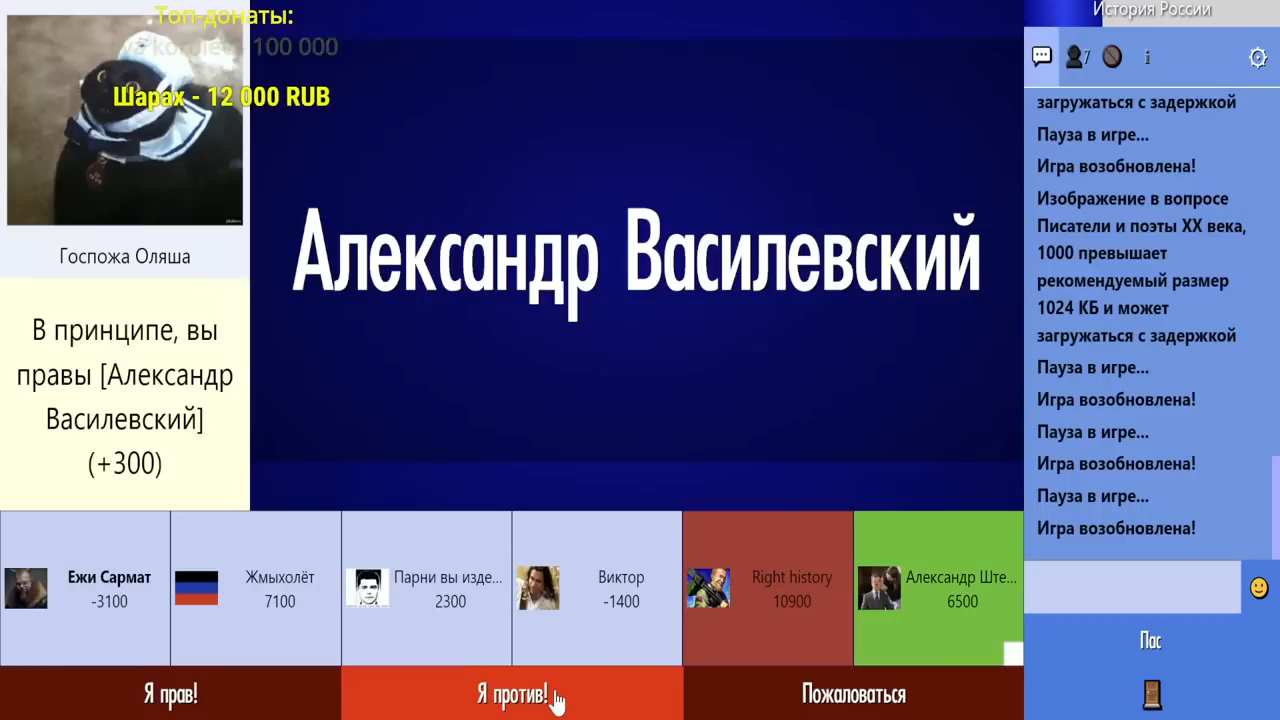 Топ-донаты:
100 000
Шарах - 12 000 RUB
Госпожа Оляша
В принципе, вы
правы [Александр
Василевский]
(+300)
Александр Василевский
История России
7
i
загружаться с задержкой
Пауза в игре...
Игра возобновлена!
Изображение в вопросе
Писатели и поэты XX века,
1000 превышает
рекомендуемый размер
1024 КБ и может
загружаться с задержкой
Пауза в игре...
Игра возобновлена!
Пауза в игре...
Игра возобновлена!
Пауза в игре...
Игра возобновлена!
Ежи Сармат
-3100
Жмыхолёт
7100
Парни вы изде...
2300
Виктор
-1400
Right history
10900
Александр Ште...
6500
Я прав!
Я против!
Пожаловаться
Пас